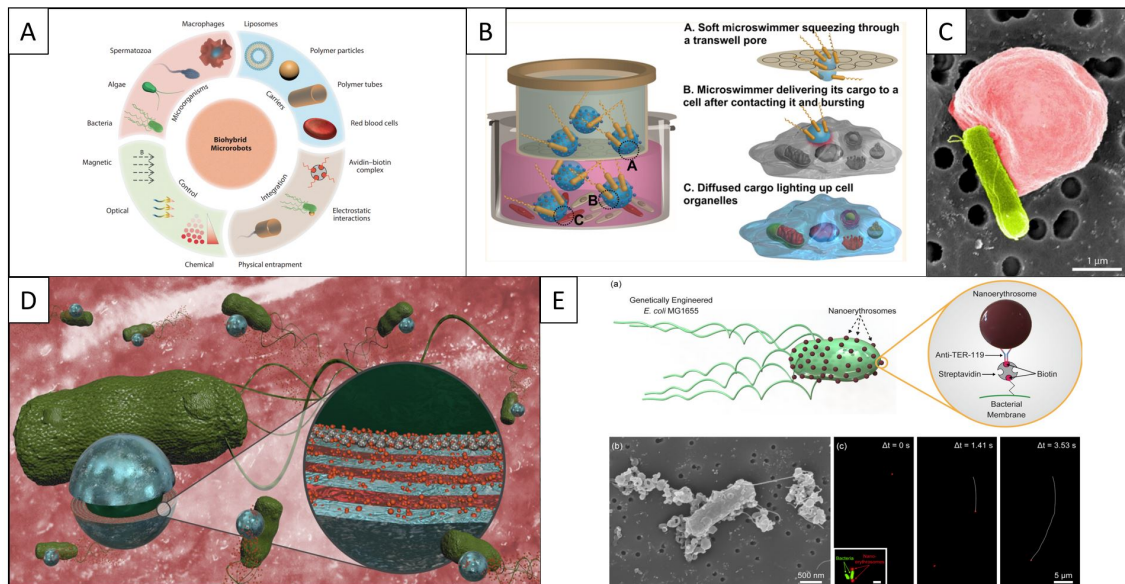 A
Macrophages
Liposomes
Spermatozoa
Polymer particles
Algae
Polymer tubes
Bacteria
Red blood cells
Microorganisms
Carriers
Biohybrid
Microrobots
Magnetic
B
Control
Integration
Avidin–biotin
complex
Optical
Electrostatic
interactions
Chemical
Physical entrapment
B
A
B
C
A. Soft microswimmer squeezing through
a transwell pore
B. Microswimmer delivering its cargo to a
cell after contacting it and bursting
C. Diffused cargo lighting up cell
organelles
C
1 μm
D
E
(a)
Genetically Engineered
E. coli MG1655
Nanoerythrosomes
Nanoerythrosome
Anti-TER-119
Streptavidin
Biotin
Bacterial
Membrane
(b)
500 nm
(c)
Δt = 0 s
Δt = 1.41 s
Δt = 3.53 s
Bacteria
5 μm